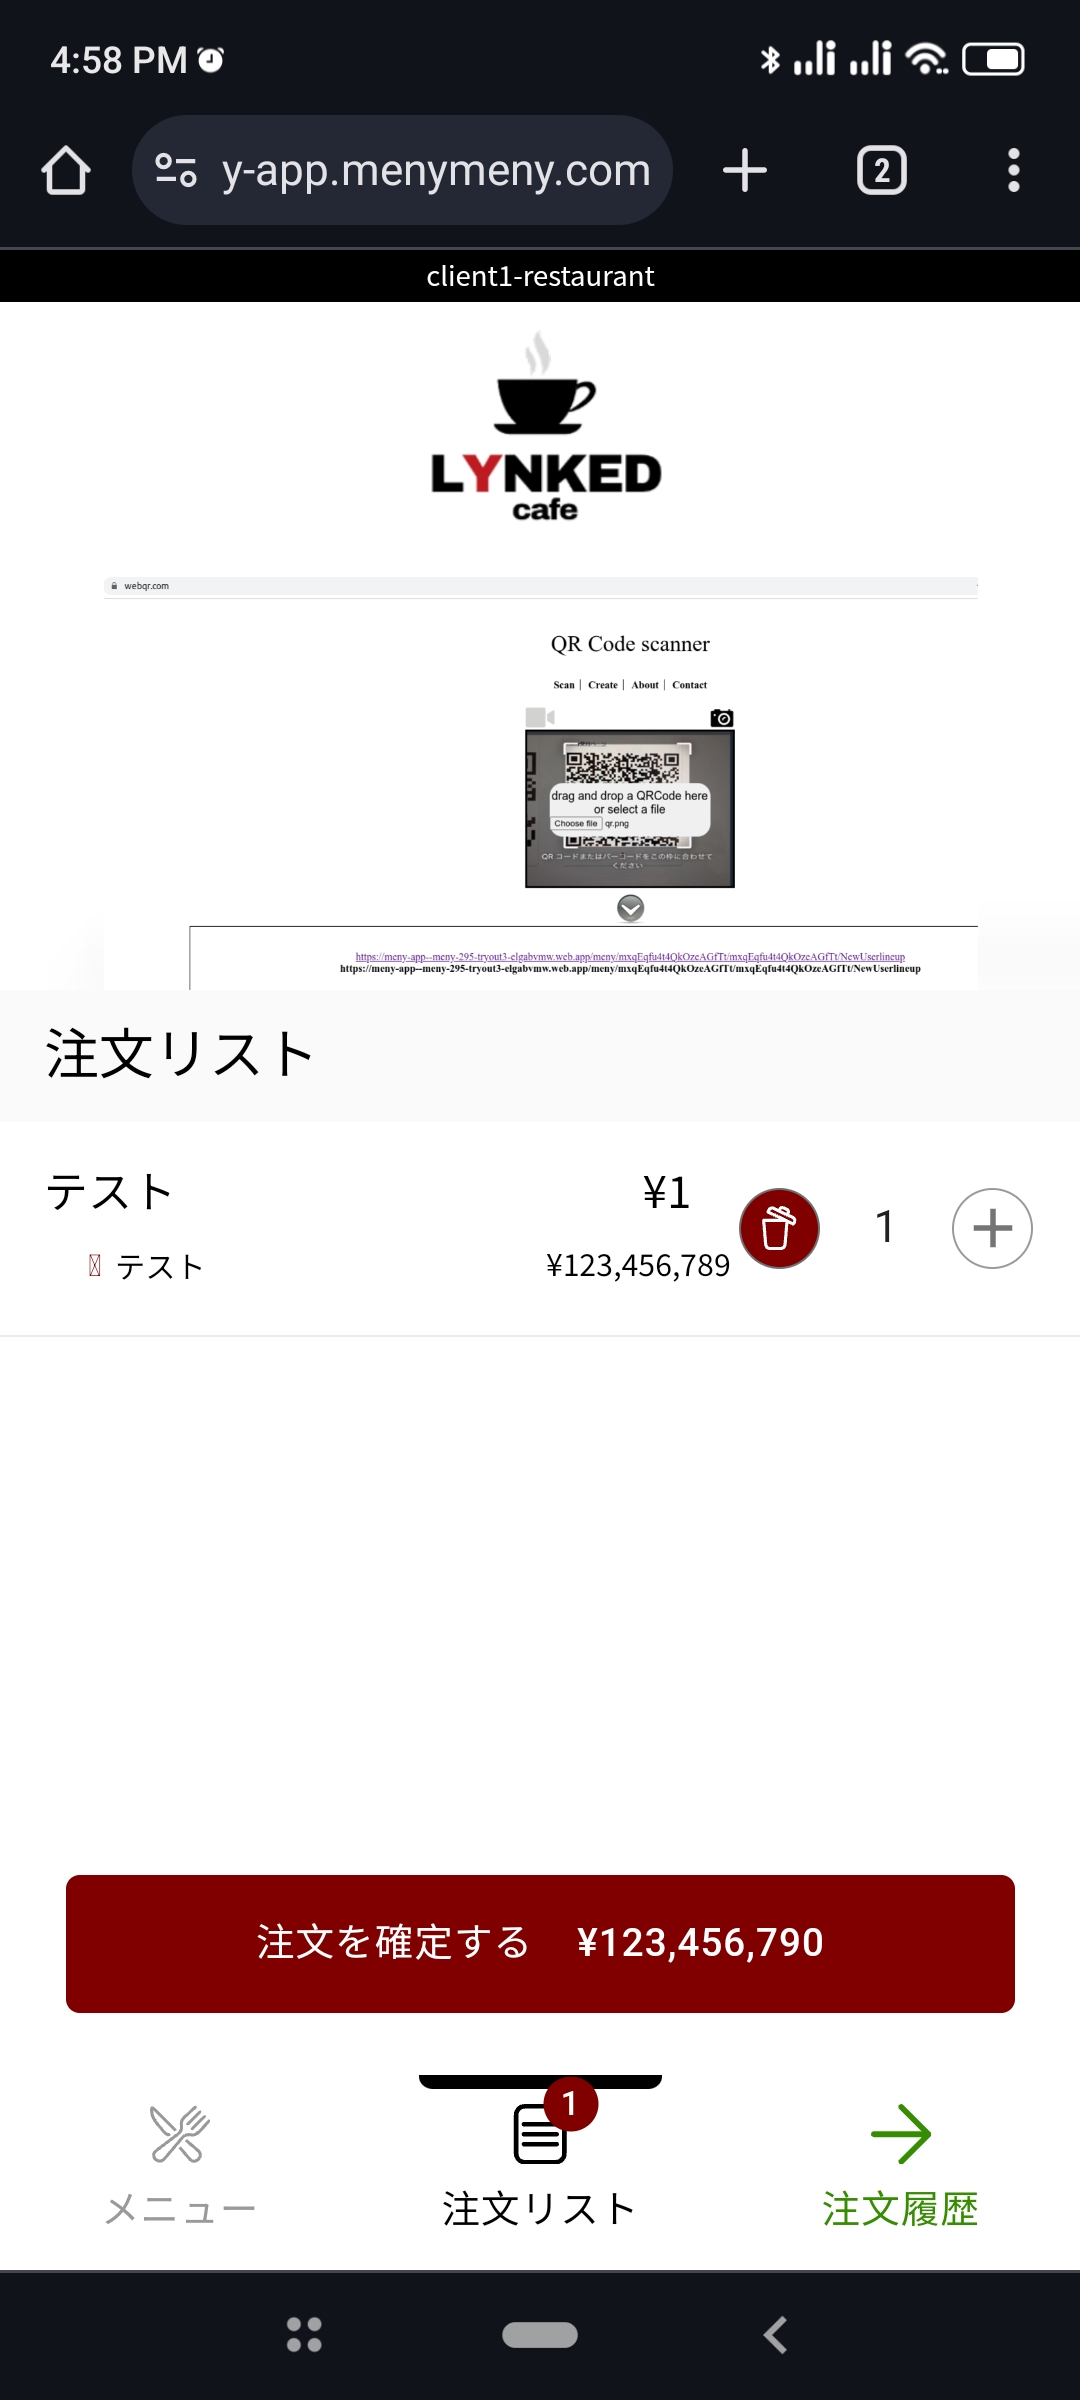 4:58 PM
y-app.menymeny.com
2
client1-restaurant
LYNKED
cafe
webqr.com
QR Code scanner
Scan | Create | About | Contact
drag and drop a QRCode here
or select a file
Choose file qr.png
QR コードまたはバーコードをこの枠に合わせて
ください
https://meny-app--meny-295-tryout3-elgabvmw.web.app/meny/mxqEqfu4t4QkOzeAGfTt/mxqEqfu4t4QkOzeAGfTt/NewUserlineup
https://meny-app--meny-295-tryout3-elgabvmw.web.app/meny/mxqEqfu4t4QkOzeAGfTt/mxqEqfu4t4QkOzeAGfTt/NewUserlineup
注文リスト
テスト ¥1
1
テスト ¥123,456,789
注文を確定する ¥123,456,790
1
メニュー
注文リスト
注文履歴